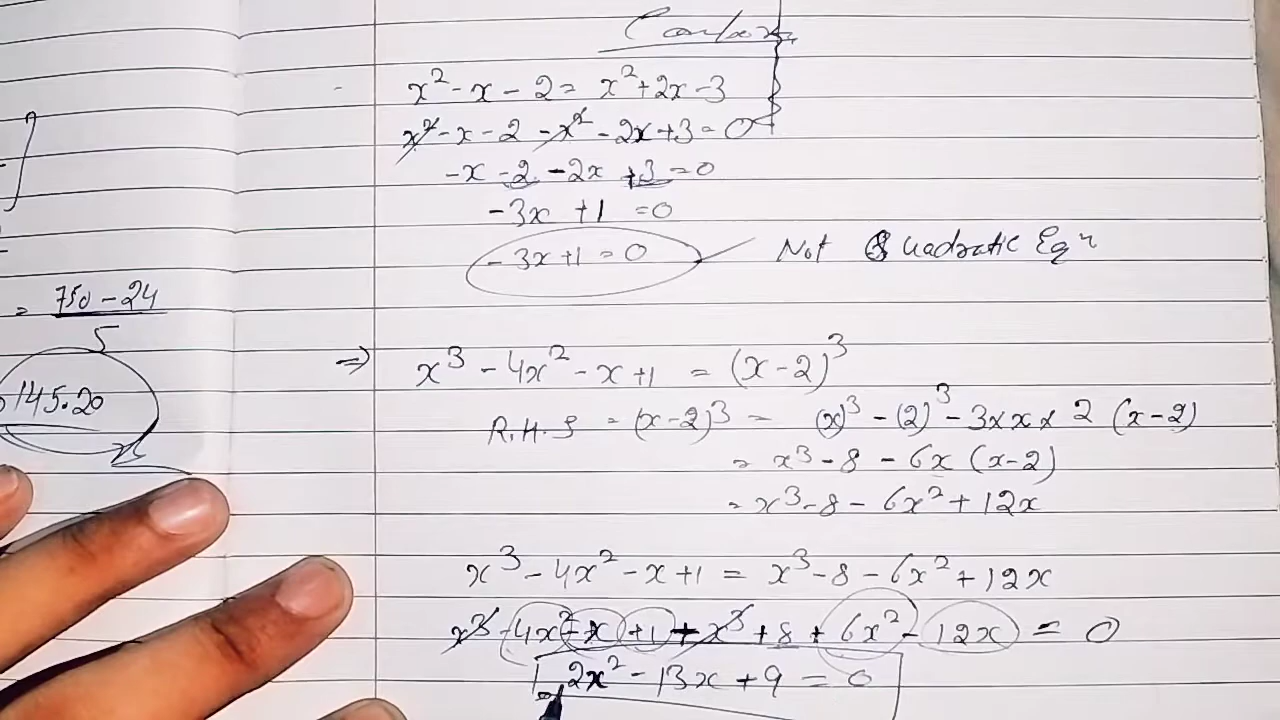 x² - x - 2 = x² + 2x - 3
x² - x - 2 - x² - 2x + 3 = 0
-x - 2 - 2x + 3 = 0
-3x + 1 = 0
-3x + 1 = 0 Not Quadratic Eqn
= 750 - 24
5
145.20
⇒ x³ - 4x² - x + 1 = (x - 2)³
R.H.S = (x-2)³ = (x)³ - (2)³ - 3 × x × 2 (x - 2)
= x³ - 8 - 6x (x - 2)
= x³ - 8 - 6x² + 12x
x³ - 4x² - x + 1 = x³ - 8 - 6x² + 12x
x³ - 4x² - x + 1 - x³ + 8 + 6x² - 12x = 0
2x² - 13x + 9 = 0